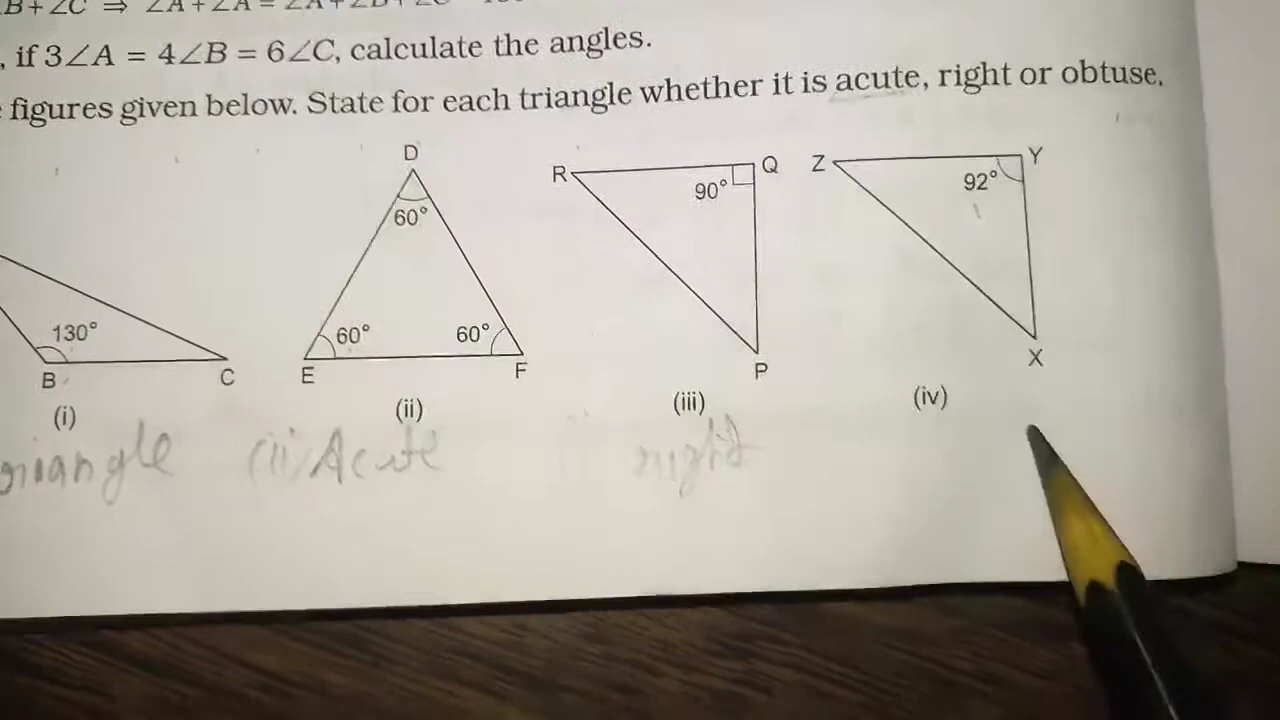 , if 3∠A = 4∠B = 6∠C, calculate the angles.
figures given below. State for each triangle whether it is acute, right or obtuse.
D
60°
60° 60°
E F
(ii)
130°
B C
(i)
R Q
90°
P
(iii)
Z Y
92°
X
(iv)
(ii) Acute
right